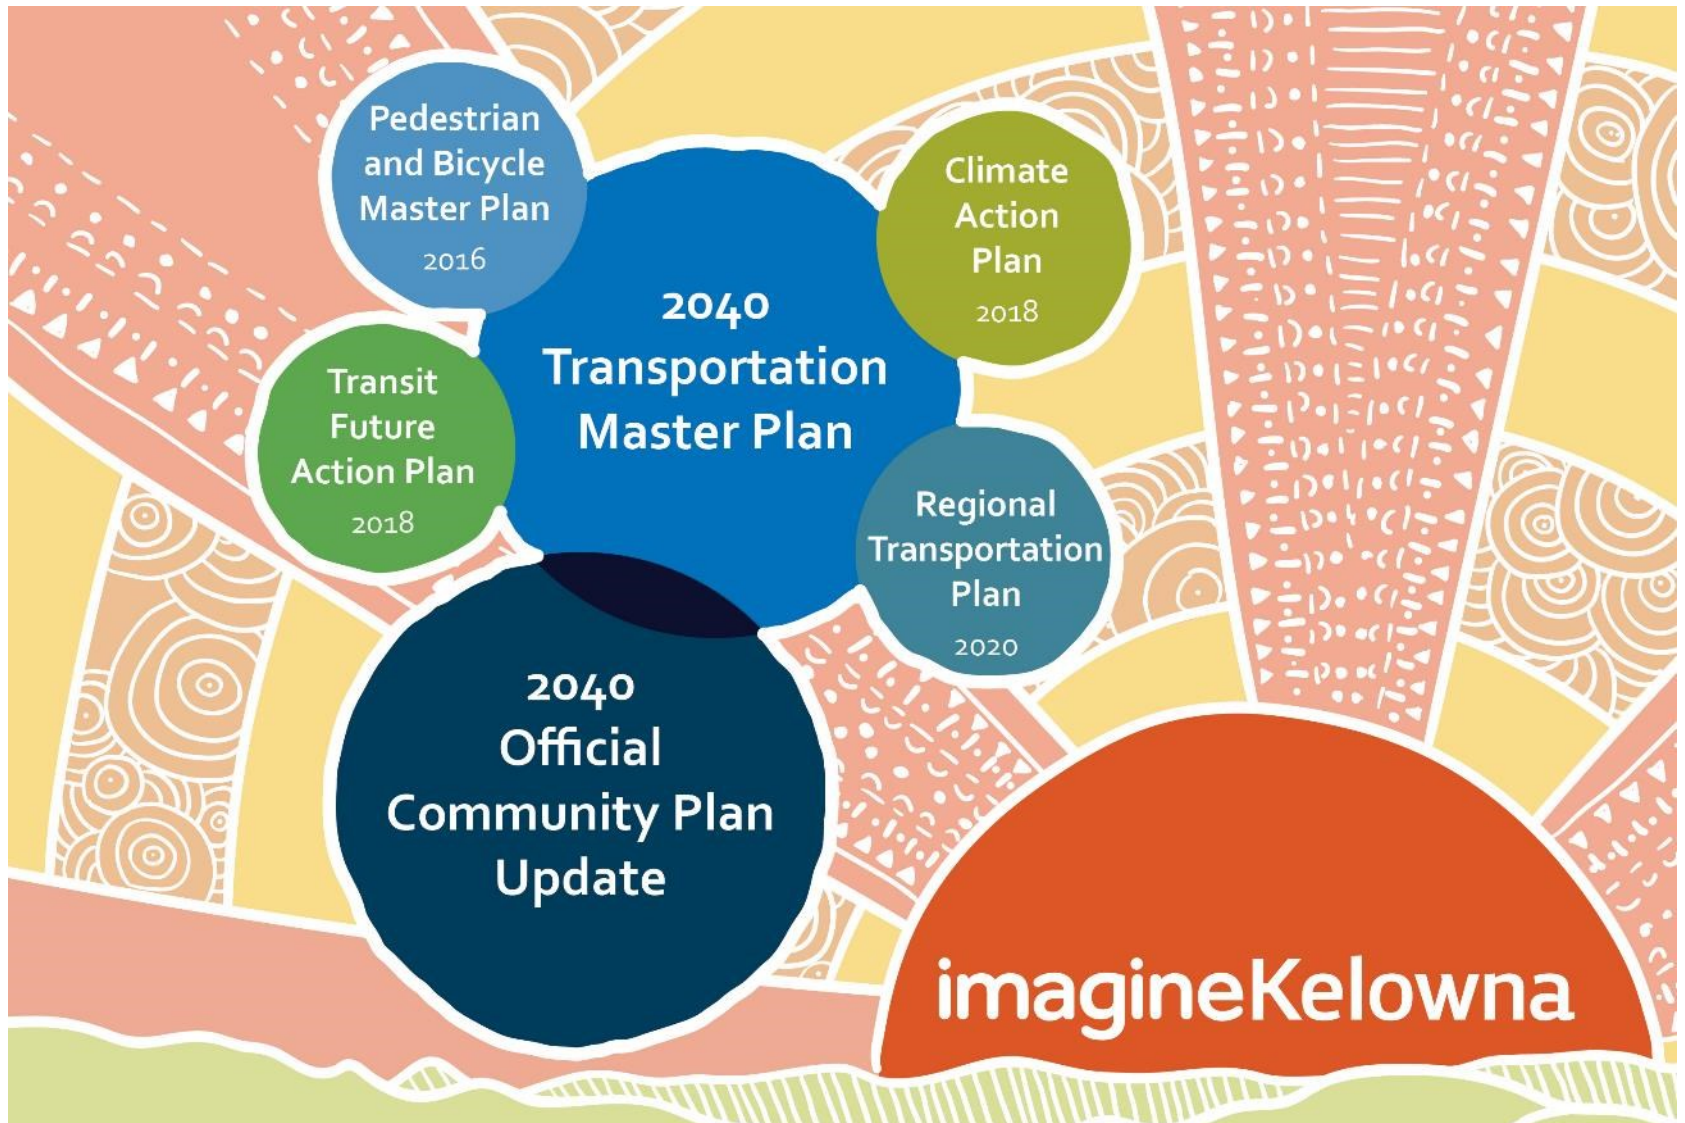 Pedestrian
and Bicycle
Master Plan
2016
Climate
Action
Plan
2018
2040
Transportation
Master Plan
Transit
Future
Action Plan
2018
Regional
Transportation
Plan
2020
2040
Official
Community Plan
Update
imagineKelowna